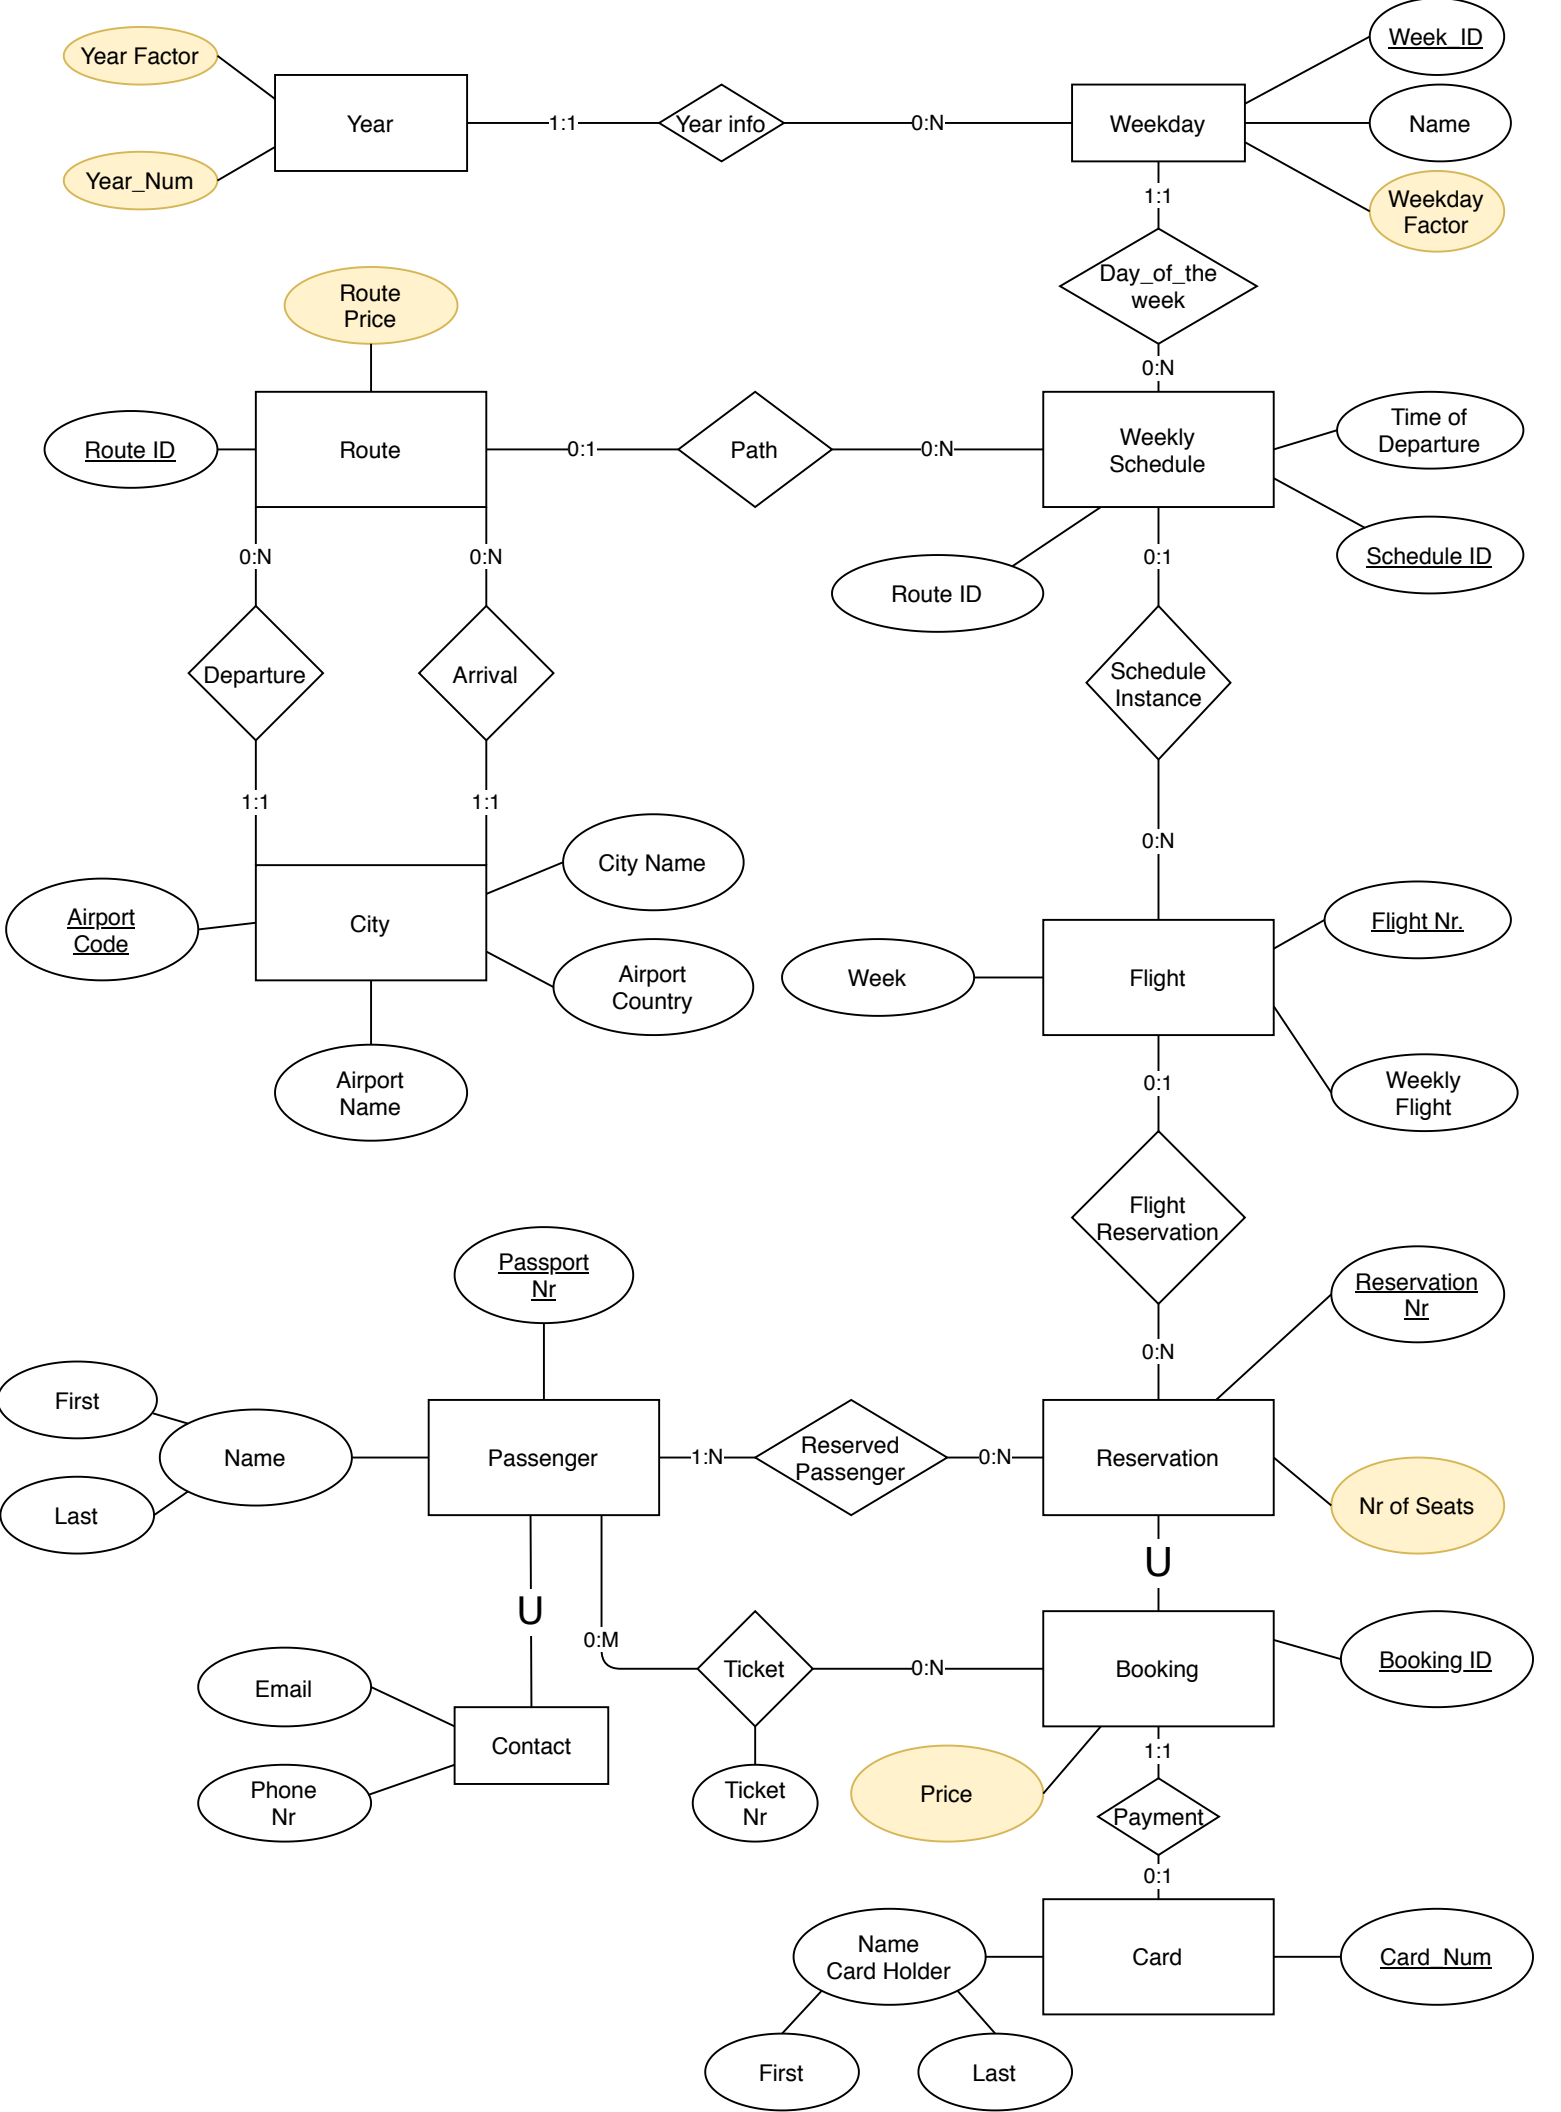 Week_ID
Year Factor
Year
1:1
Year info
0:N
Weekday
Name
Year_Num
1:1
Weekday
Factor
Day_of_the
week
Route
Price
0:N
Route ID
Route
0:1
Path
0:N
Weekly
Schedule
Time of
Departure
0:N
0:N
0:1
Schedule ID
Route ID
Departure
Arrival
Schedule
Instance
1:1
1:1
0:N
City Name
Airport
Code
City
Flight Nr.
Airport
Country
Week
Flight
Airport
Name
0:1
Weekly
Flight
Flight
Reservation
Passport
Nr
Reservation
Nr
0:N
First
Name
Passenger
1:N
Reserved
Passenger
0:N
Reservation
Last
Nr of Seats
U
U
0:M
Ticket
0:N
Booking
Booking ID
Email
Contact
1:1
Phone
Nr
Ticket
Nr
Price
Payment
0:1
Name
Card Holder
Card
Card_Num
First
Last